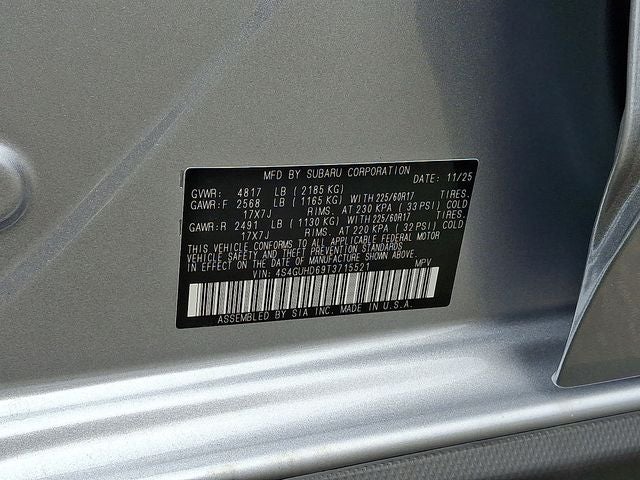 MFD BY SUBARU CORPORATION DATE: 11/25
GVWR: 4817 LB (2185 KG)
GAWR:F 2568 LB (1165 KG) WITH 225/60R17 TIRES.
17X7J RIMS. AT 230 KPA (33 PSI) COLD
GAWR:R 2491 LB (1130 KG) WITH 225/60R17 TIRES.
17X7J RIMS. AT 220 KPA (32 PSI) COLD
THIS VEHICLE CONFORMS TO ALL APPLICABLE FEDERAL MOTOR
VEHICLE SAFETY AND THEFT PREVENTION STANDARDS
IN EFFECT ON THE DATE OF MANUFACTURE SHOWN ABOVE.
VIN: 4S4GUHD69T3715521 MPV
ASSEMBLED BY SIA INC. MADE IN U.S.A.